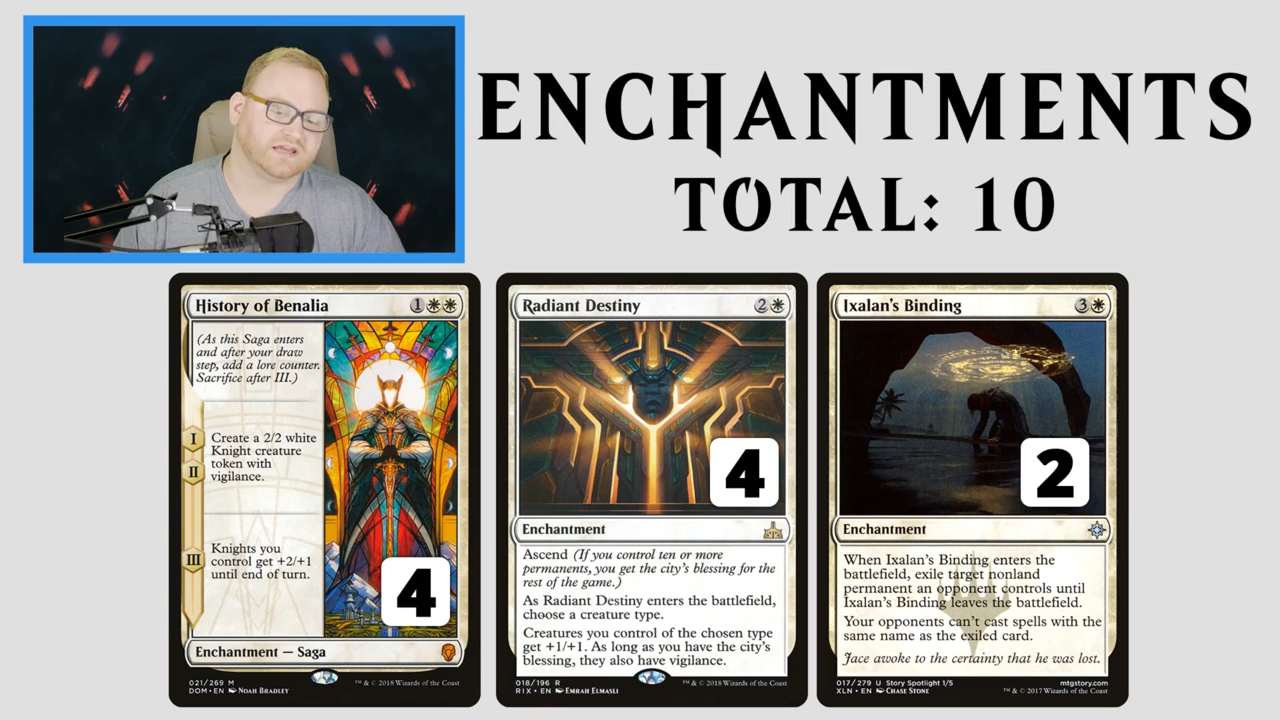 ENCHANTMENTS
TOTAL: 10
History of Benalia 1
(As this Saga enters
and after your draw
step, add a lore counter.
Sacrifice after III.)
I
II
Create a 2/2 white
Knight creature
token with
vigilance.
III
Knights you
control get +2/+1
until end of turn.
4
Enchantment — Saga
021/269 M
DOM • EN Noah Bradley
™ & © 2018 Wizards of the Coast
Radiant Destiny 2
4
Enchantment
Ascend (If you control ten or more
permanents, you get the city's blessing for the
rest of the game.)
As Radiant Destiny enters the battlefield,
choose a creature type.
Creatures you control of the chosen type
get +1/+1. As long as you have the city's
blessing, they also have vigilance.
018/196 R
RIX • EN Emrah Elmasli
™ & © 2018 Wizards of the Coast
Ixalan's Binding 3
2
Enchantment
When Ixalan's Binding enters the
battlefield, exile target nonland
permanent an opponent controls until
Ixalan's Binding leaves the battlefield.
Your opponents can't cast spells with the
same name as the exiled card.
Jace awoke to the certainty that he was lost.
017/279 U Story Spotlight 1/5
XLN • EN Chase Stone
mtgstory.com
™ & © 2017 Wizards of the Coast